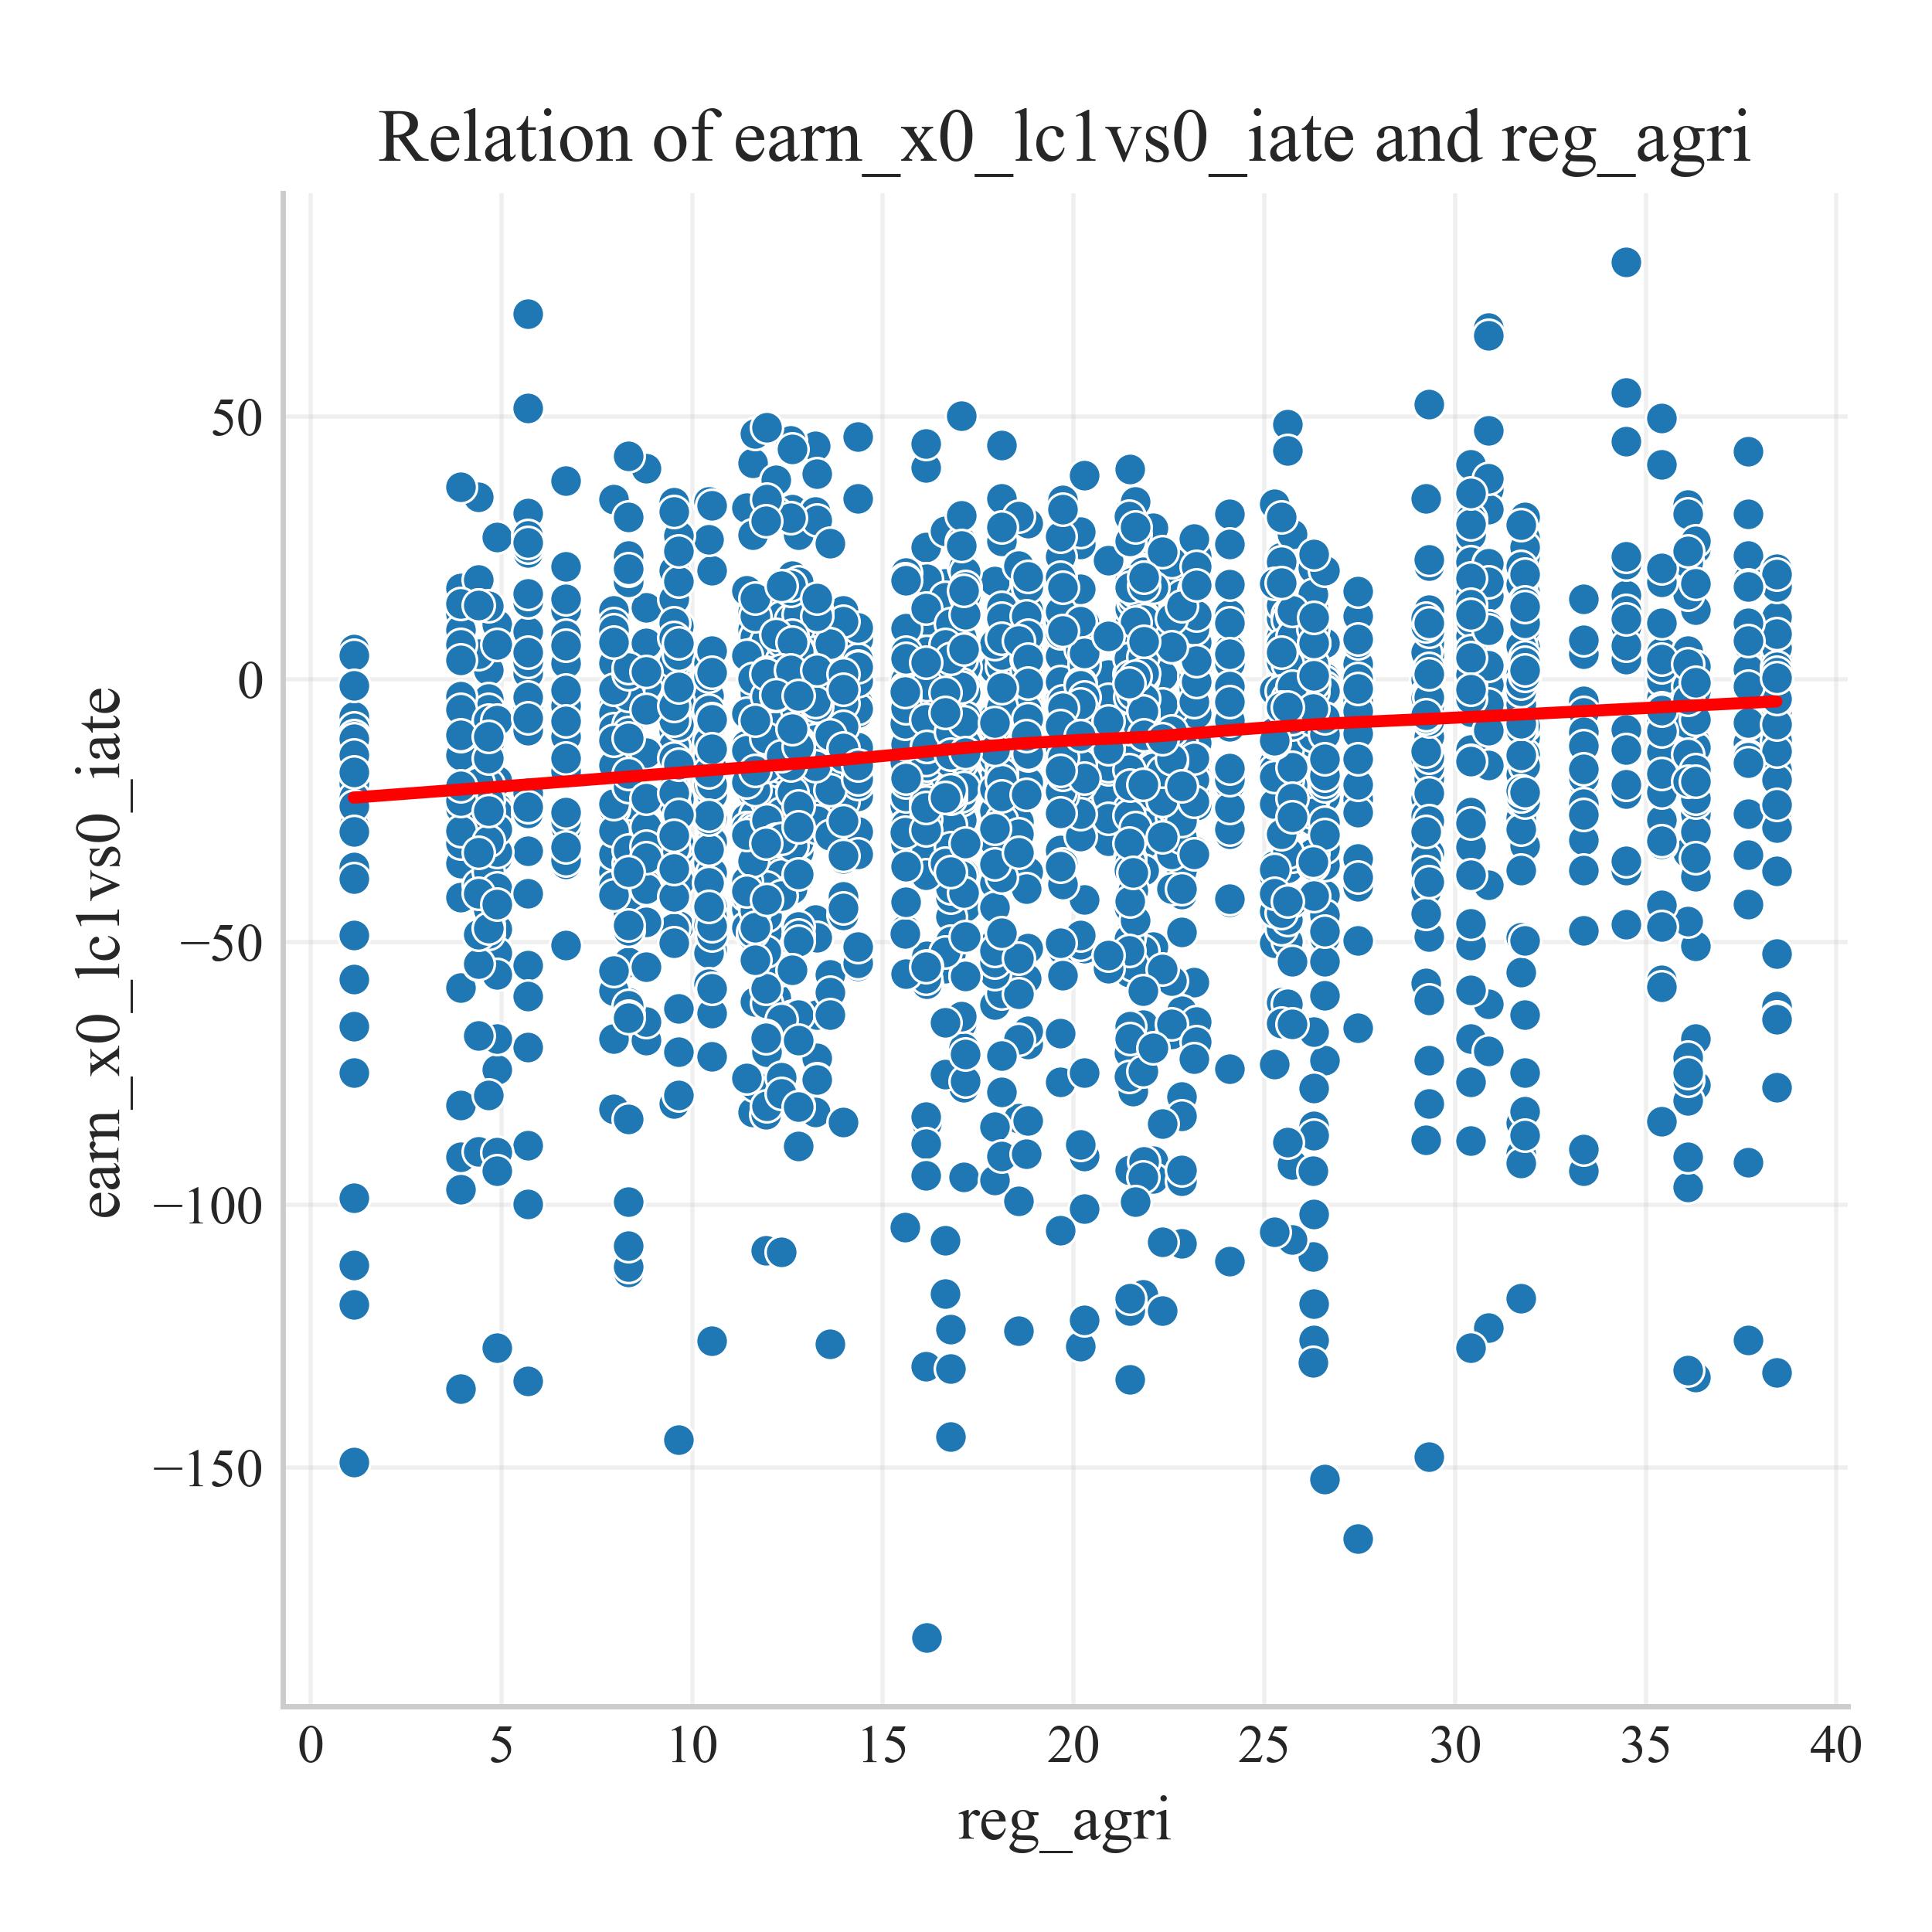 Relation of earn_x0_lc1vs0_iate and reg_agri
earn_x0_lc1vs0_iate
50
0
−50
−100
−150
0 5 10 15 20 25 30 35 40
reg_agri